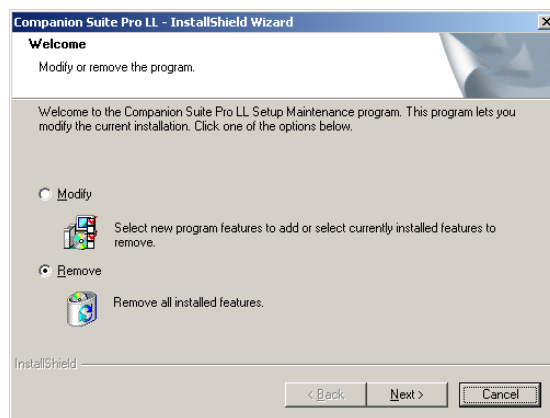 Companion Suite Pro LL - InstallShield Wizard
Welcome
Modify or remove the program.
Welcome to the Companion Suite Pro LL Setup Maintenance program. This program lets you
modify the current installation. Click one of the options below.
Modify
Select new program features to add or select currently installed features to
remove.
Remove
Remove all installed features.
InstallShield
< Back
Next >
Cancel